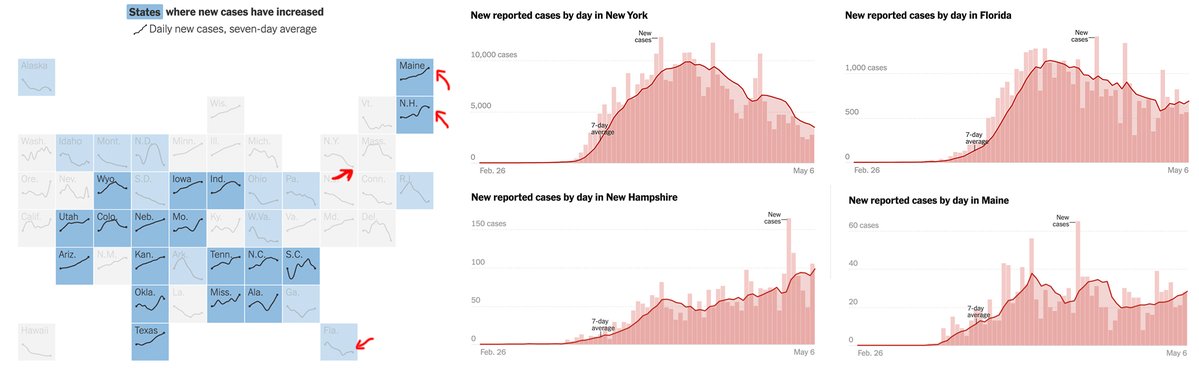 States where new cases have increased
Daily new cases, seven-day average
Alaska
Maine
Wis.
Vt.
N.H.
Wash.
Idaho
Mont.
N.D.
Minn.
Ill.
Mich.
N.Y.
Mass.
Ore.
Nev.
Wyo.
S.D.
Iowa
Ind.
Ohio
Pa.
Conn.
R.I.
Calif.
Utah
Colo.
Neb.
Mo.
Ky.
W.Va.
Va.
Md.
Del.
Ariz.
N.M.
Kan.
Ark.
Tenn.
N.C.
S.C.
Okla.
La.
Miss.
Ala.
Ga.
Hawaii
Texas
Fla.
New reported cases by day in New York
New
cases
10,000 cases
5,000
7-day
average
0
Feb. 26
May 6
New reported cases by day in Florida
New
cases
1,000 cases
500
7-day
average
0
Feb. 26
May 6
New reported cases by day in New Hampshire
New
cases
150 cases
100
50
7-day
average
0
Feb. 26
May 6
New reported cases by day in Maine
New
cases
60 cases
40
20
7-day
average
0
Feb. 26
May 6